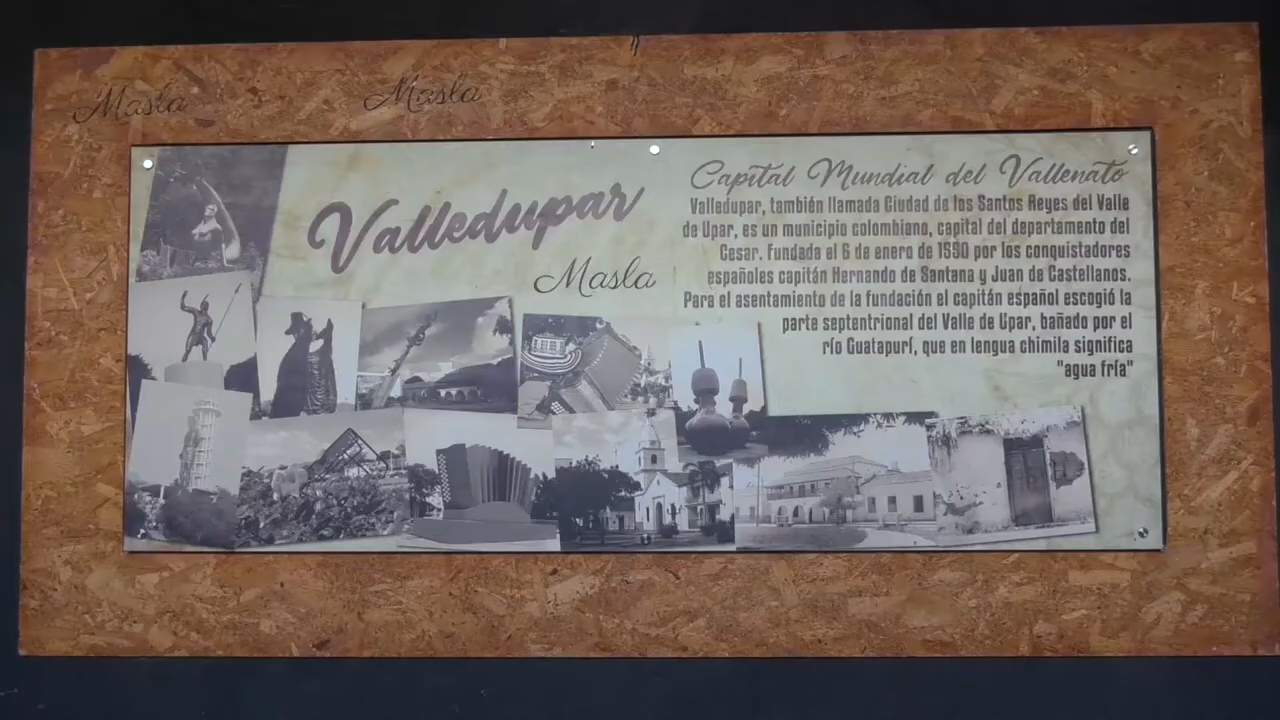 Masla
Masla
Valledupar
Masla
Capital Mundial del Vallenato
Valledupar, también llamada Ciudad de los Santos Reyes del Valle
de Upar, es un municipio colombiano, capital del departamento del
Cesar. Fundada el 6 de enero de 1590 por los conquistadores
españoles capitán Hernando de Santana y Juan de Castellanos.
Para el asentamiento de la fundación el capitán español escogió la
parte septentrional del Valle de Upar, bañado por el
río Guatapurí, que en lengua chimila significa
"agua fría"